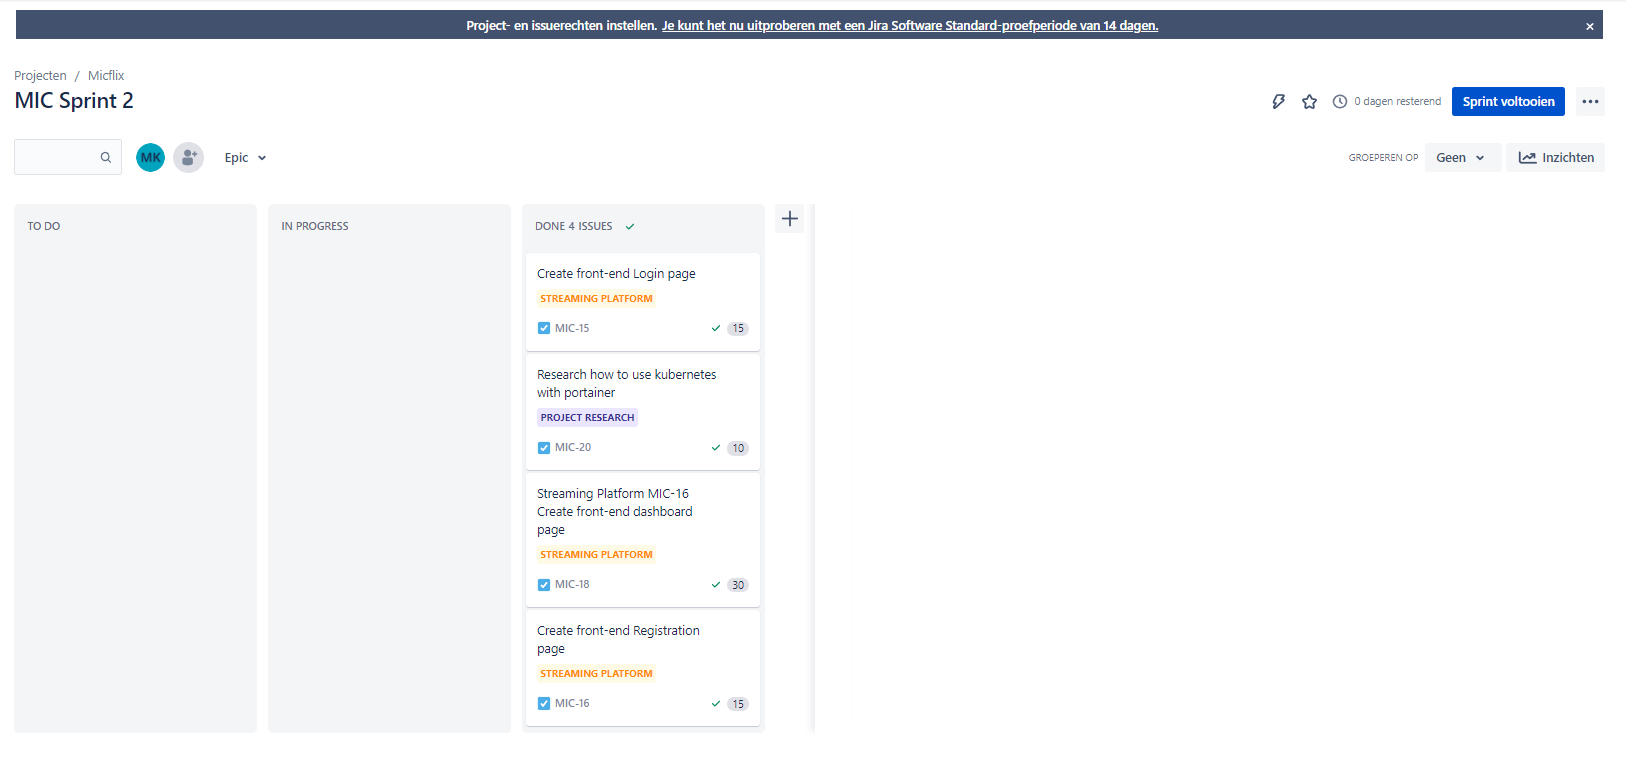 Project- en issuerechten instellen. Je kunt het nu uitproberen met een Jira Software Standard-proefperiode van 14 dagen.
Projecten / Micflix
MIC Sprint 2
0 dagen resterend
Sprint voltooien
MK
Epic
GROEPEREN OP
Geen
Inzichten
TO DO
IN PROGRESS
DONE 4 ISSUES
Create front-end Login page
STREAMING PLATFORM
MIC-15
15
Research how to use kubernetes
with portainer
PROJECT RESEARCH
MIC-20
10
Streaming Platform MIC-16
Create front-end dashboard
page
STREAMING PLATFORM
MIC-18
30
Create front-end Registration
page
STREAMING PLATFORM
MIC-16
15